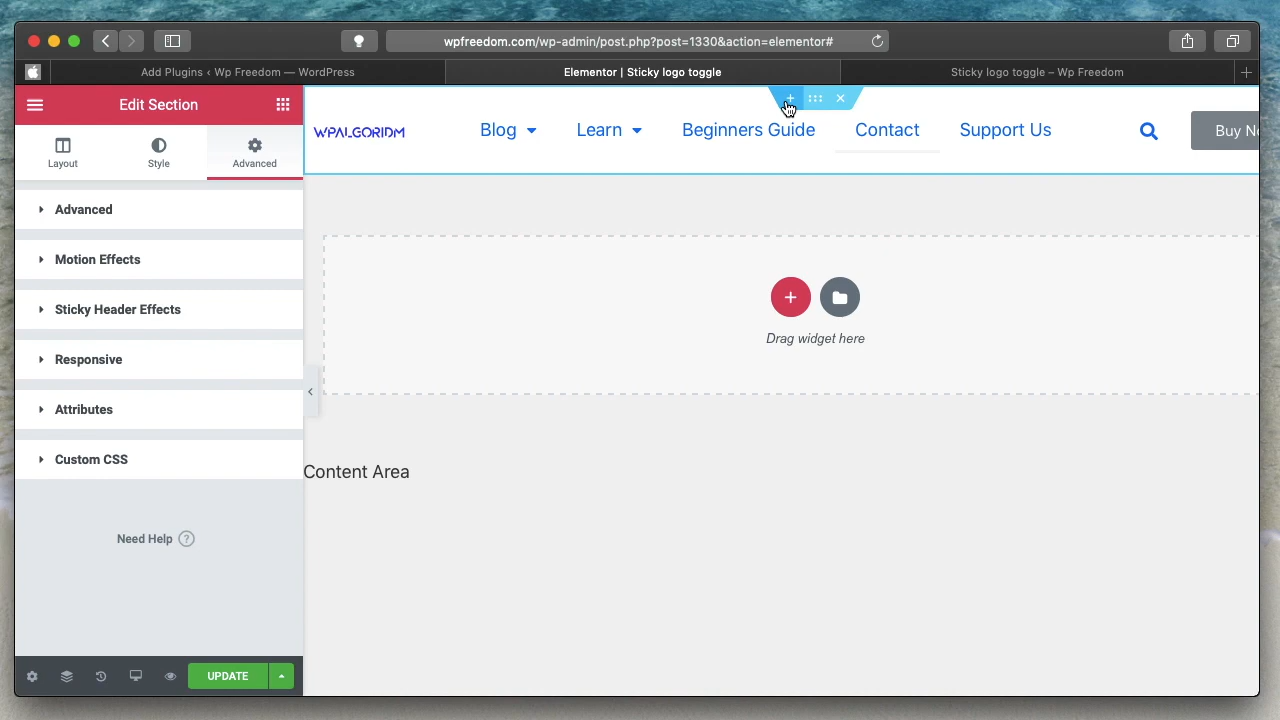 wpfreedom.com/wp-admin/post.php?post=1330&action=elementor#
Add Plugins ‹ Wp Freedom — WordPress
Elementor | Sticky logo toggle
Sticky logo toggle – Wp Freedom
Edit Section
Layout
Style
Advanced
Advanced
Motion Effects
Sticky Header Effects
Responsive
Attributes
Custom CSS
Need Help ?
UPDATE
WPALGORIDM
Blog
Learn
Beginners Guide
Contact
Support Us
Buy No
Drag widget here
Content Area